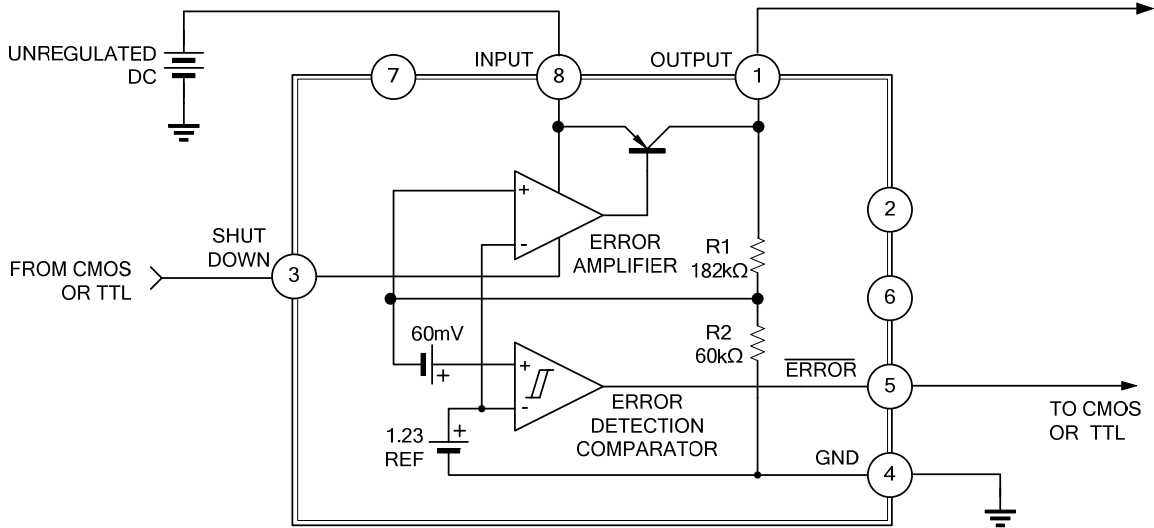 UNREGULATED
DC
7
INPUT
8
OUTPUT
1
+
-
ERROR
AMPLIFIER
2
SHUT
DOWN
3
FROM CMOS
OR TTL
R1
182kΩ
6
60mV
+
R2
60kΩ
+
-
ERROR
5
ERROR
DETECTION
COMPARATOR
TO CMOS
OR TTL
1.23
REF
+
GND
4